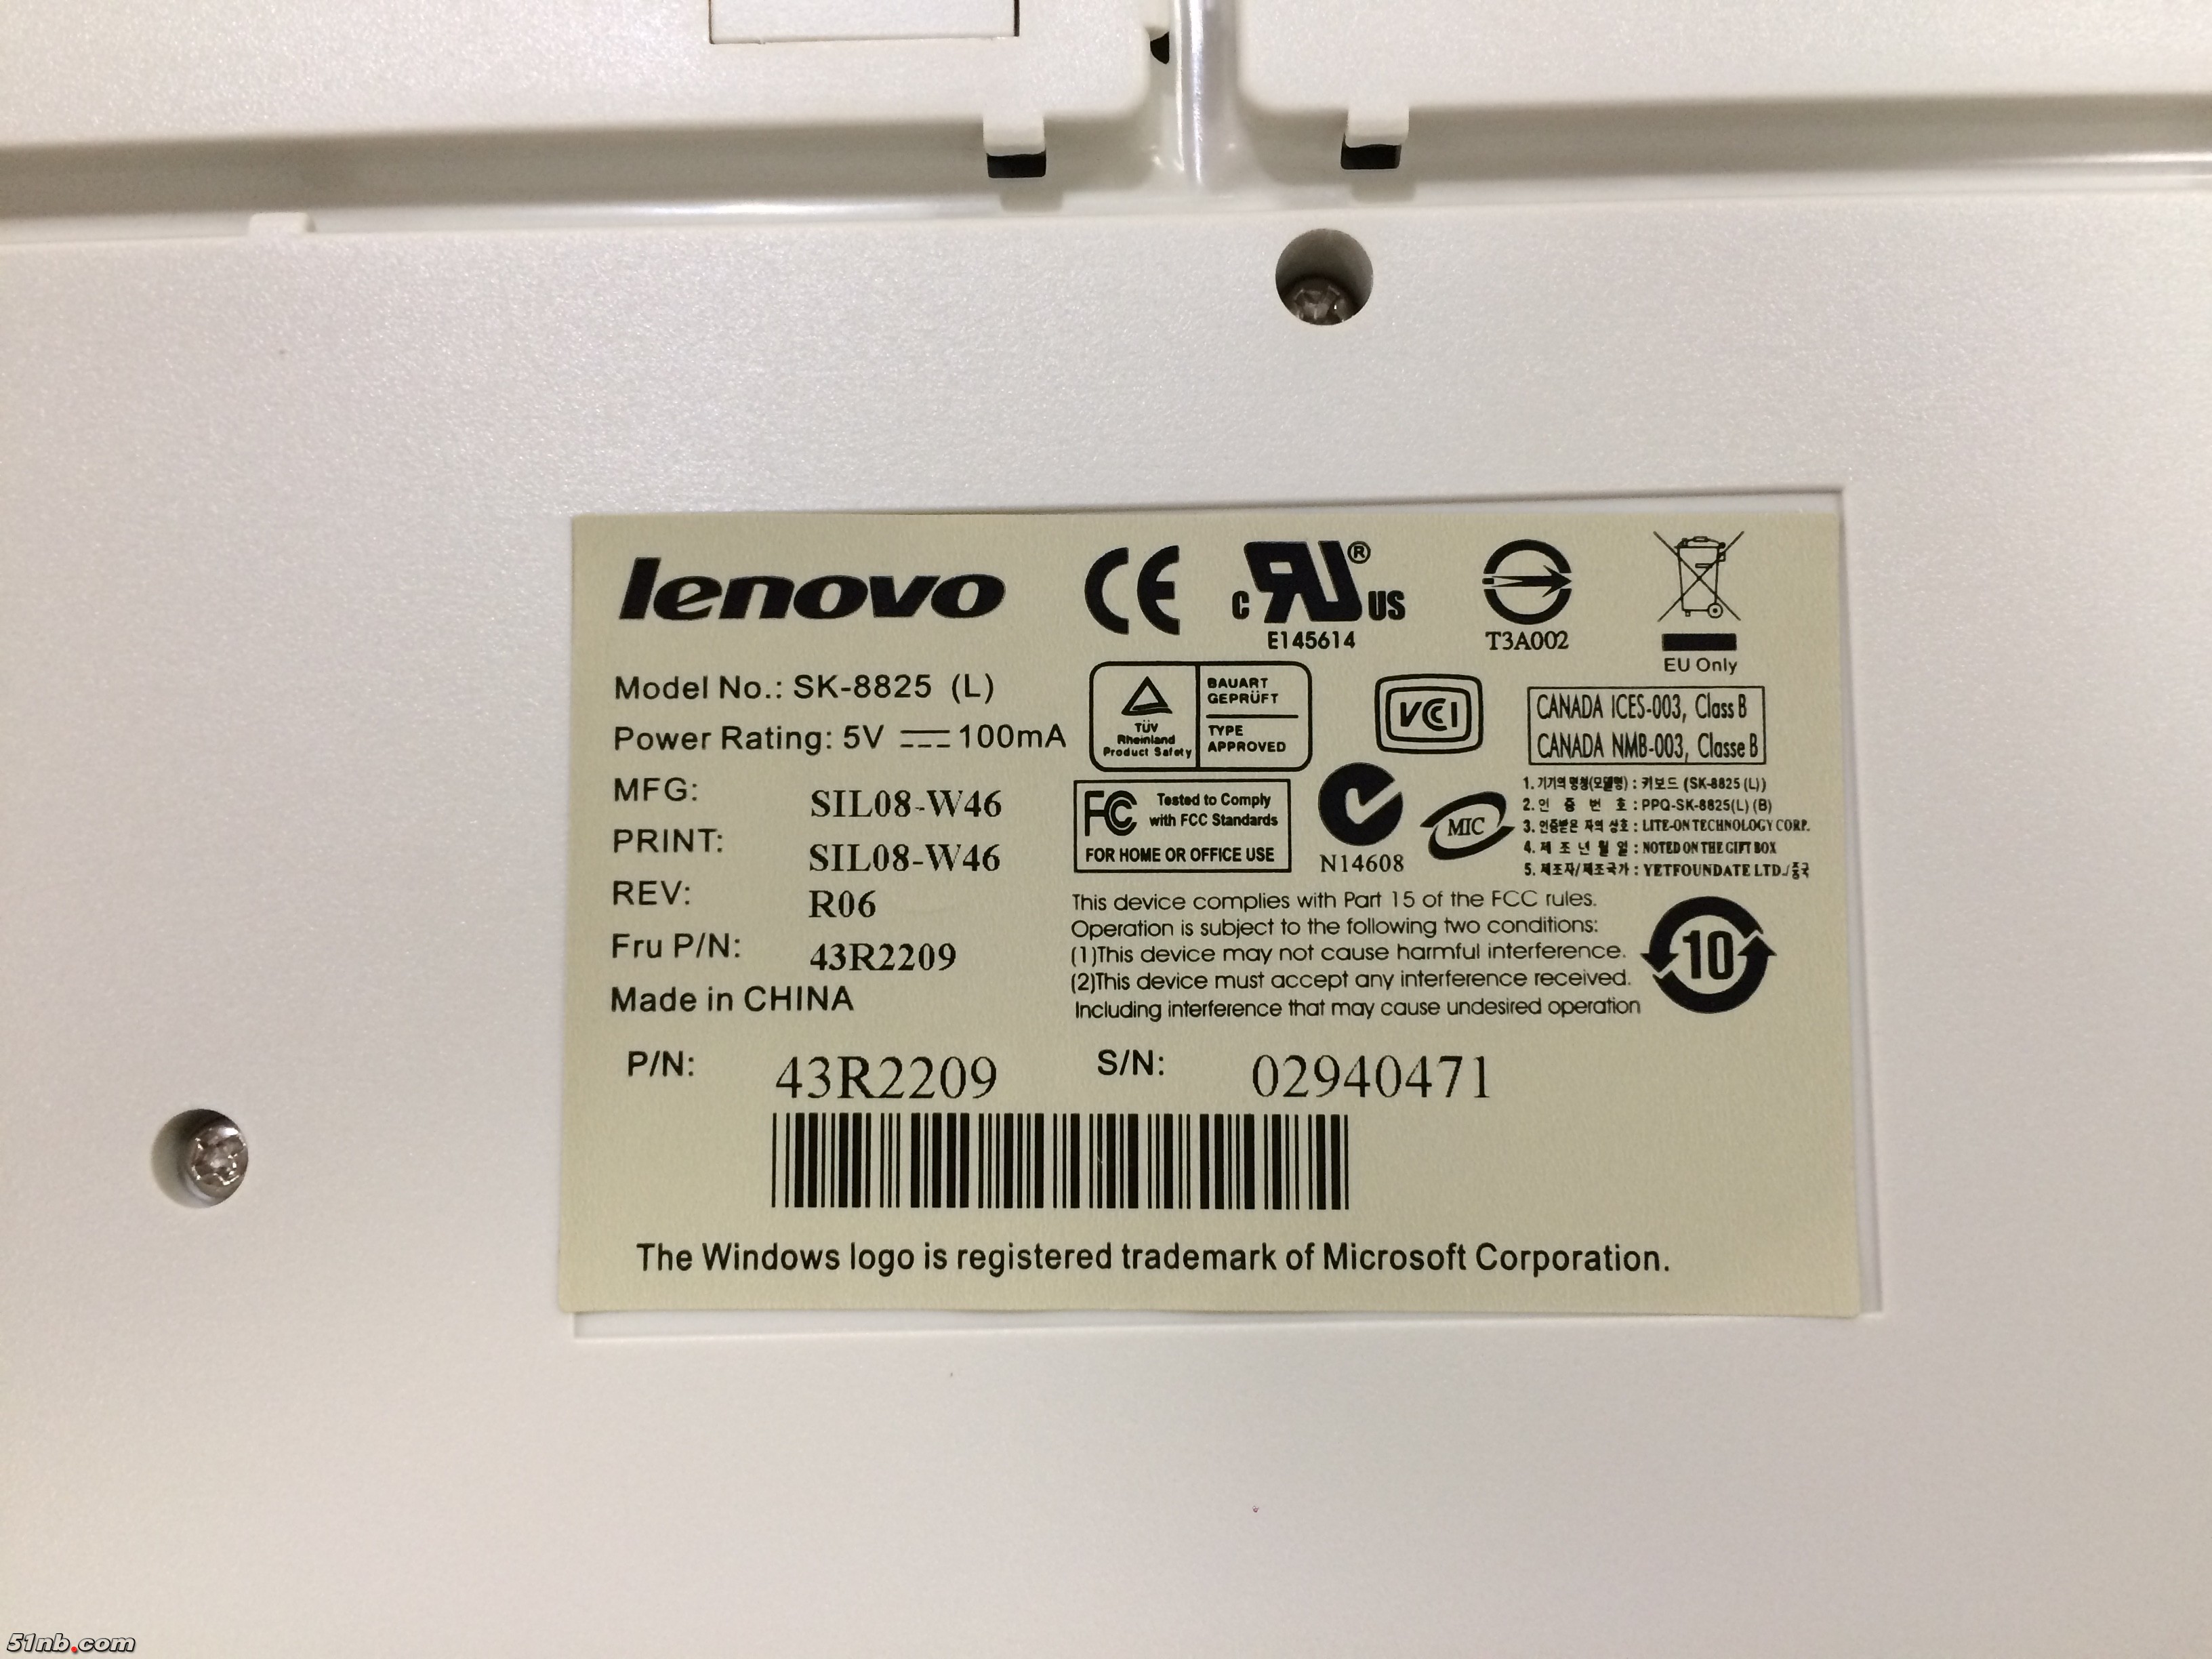 lenovo
CE
c RU® US
E145614
T3A002
EU Only
Model No.: SK-8825 (L)
Power Rating: 5V 100mA
MFG: SIL08-W46
PRINT: SIL08-W46
REV: R06
Fru P/N: 43R2209
Made in CHINA
TÜV
Rheinland
Product Safety
BAUART
GEPRÜFT
TYPE
APPROVED
VCI
CANADA ICES-003, Class B
CANADA NMB-003, Classe B
FC
Tested to Comply
with FCC Standards
FOR HOME OR OFFICE USE
N14608
MIC
1. 기기의 명칭(모델명) : 키보드 (SK-8825 (L))
2. 인 증 번 호 : PPQ-SK-8825(L) (B)
3. 인증받은 자의 상호 : LITE-ON TECHNOLOGY CORP.
4. 제 조 년 월 일 : NOTED ON THE GIFT BOX
5. 제조자/제조국가 : YETFOUNDATE LTD./중국
This device complies with Part 15 of the FCC rules.
Operation is subject to the following two conditions:
(1)This device may not cause harmful interference.
(2)This device must accept any interference received.
Including interference that may cause undesired operation
10
P/N: 43R2209 S/N: 02940471
The Windows logo is registered trademark of Microsoft Corporation.
51nb.com